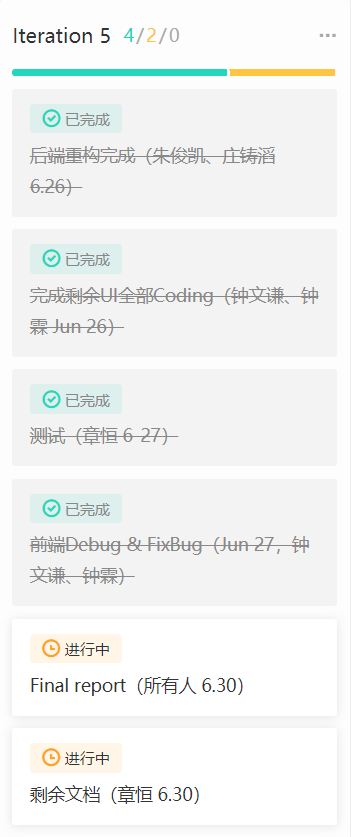 Iteration 5 4/2/0
已完成
后端重构完成（朱俊凯、庄铸滔
6.26）
已完成
完成剩余UI全部Coding（钟文谦、钟
霖 Jun 26）
已完成
测试（章恒 6-27）
已完成
前端Debug & FixBug（Jun 27，钟
文谦、钟霖）
进行中
Final report（所有人 6.30）
进行中
剩余文档（章恒 6.30）